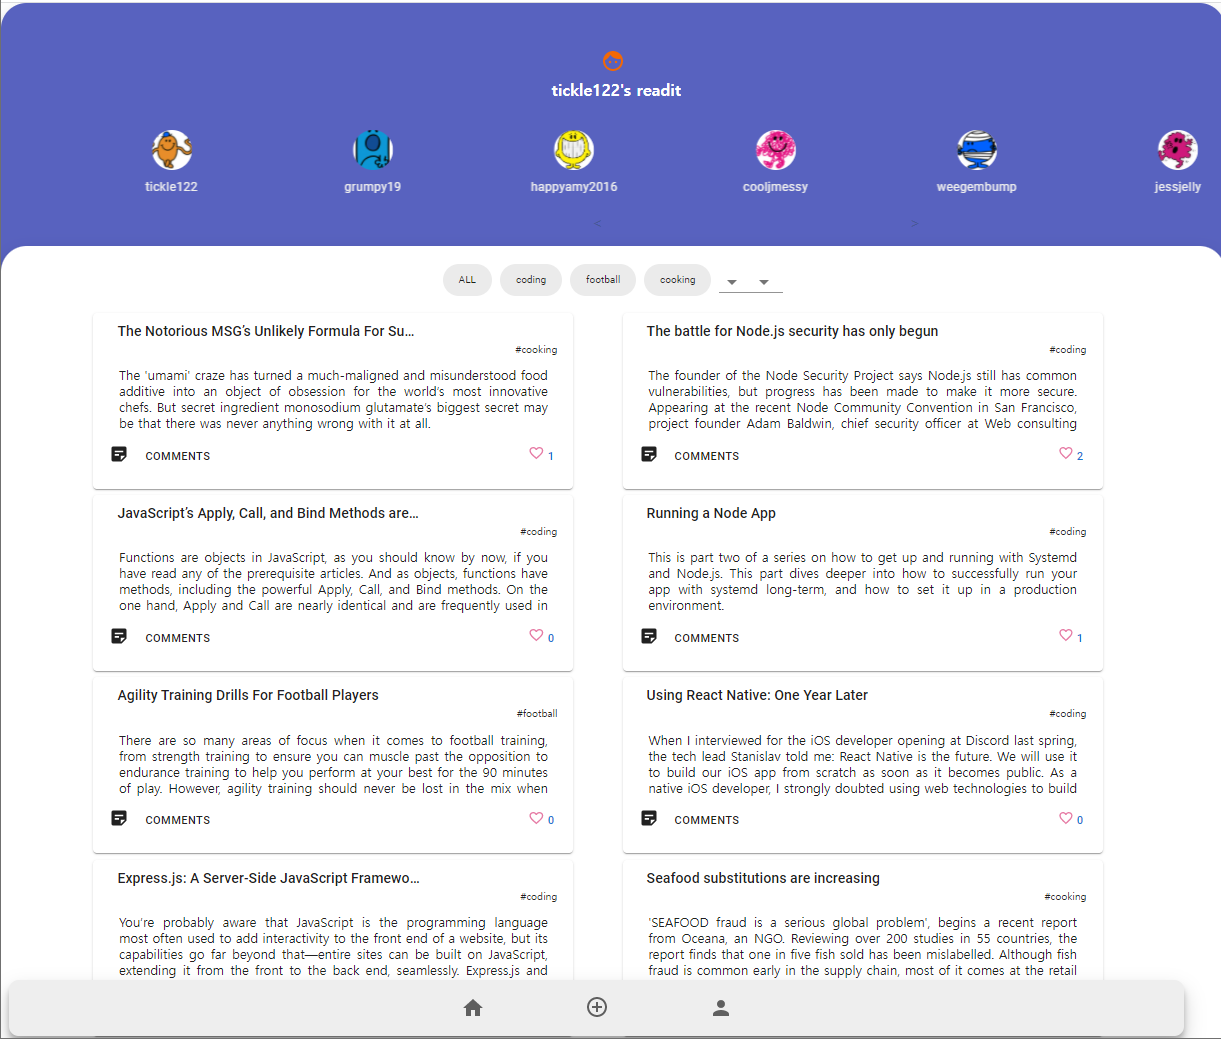 tickle122's readit
tickle122
grumpy19
happyamy2016
cooljmessy
weegembump
jessjelly
<
>
ALL
coding
football
cooking
The Notorious MSG’s Unlikely Formula For Su...
#cooking
The 'umami' craze has turned a much-maligned and misunderstood food
additive into an object of obsession for the world’s most innovative
chefs. But secret ingredient monosodium glutamate’s biggest secret may
be that there was never anything wrong with it at all.
COMMENTS
1
The battle for Node.js security has only begun
#coding
The founder of the Node Security Project says Node.js still has common
vulnerabilities, but progress has been made to make it more secure.
Appearing at the recent Node Community Convention in San Francisco,
project founder Adam Baldwin, chief security officer at Web consulting
COMMENTS
2
JavaScript’s Apply, Call, and Bind Methods are...
#coding
Functions are objects in JavaScript, as you should know by now, if you
have read any of the prerequisite articles. And as objects, functions have
methods, including the powerful Apply, Call, and Bind methods. On the
one hand, Apply and Call are nearly identical and are frequently used in
COMMENTS
0
Running a Node App
#coding
This is part two of a series on how to get up and running with Systemd
and Node.js. This part dives deeper into how to successfully run your
app with systemd long-term, and how to set it up in a production
environment.
COMMENTS
1
Agility Training Drills For Football Players
#football
There are so many areas of focus when it comes to football training,
from strength training to ensure you can muscle past the opposition to
endurance training to help you perform at your best for the 90 minutes
of play. However, agility training should never be lost in the mix when
COMMENTS
0
Using React Native: One Year Later
#coding
When I interviewed for the iOS developer opening at Discord last spring,
the tech lead Stanislav told me: React Native is the future. We will use it
to build our iOS app from scratch as soon as it becomes public. As a
native iOS developer, I strongly doubted using web technologies to build
COMMENTS
0
Express.js: A Server-Side JavaScript Framewo...
#coding
You’re probably aware that JavaScript is the programming language
most often used to add interactivity to the front end of a website, but its
capabilities go far beyond that—entire sites can be built on JavaScript,
extending it from the front to the back end, seamlessly. Express.js and
Seafood substitutions are increasing
#cooking
'SEAFOOD fraud is a serious global problem', begins a recent report
from Oceana, an NGO. Reviewing over 200 studies in 55 countries, the
report finds that one in five fish sold has been mislabelled. Although fish
fraud is common early in the supply chain, most of it comes at the retail